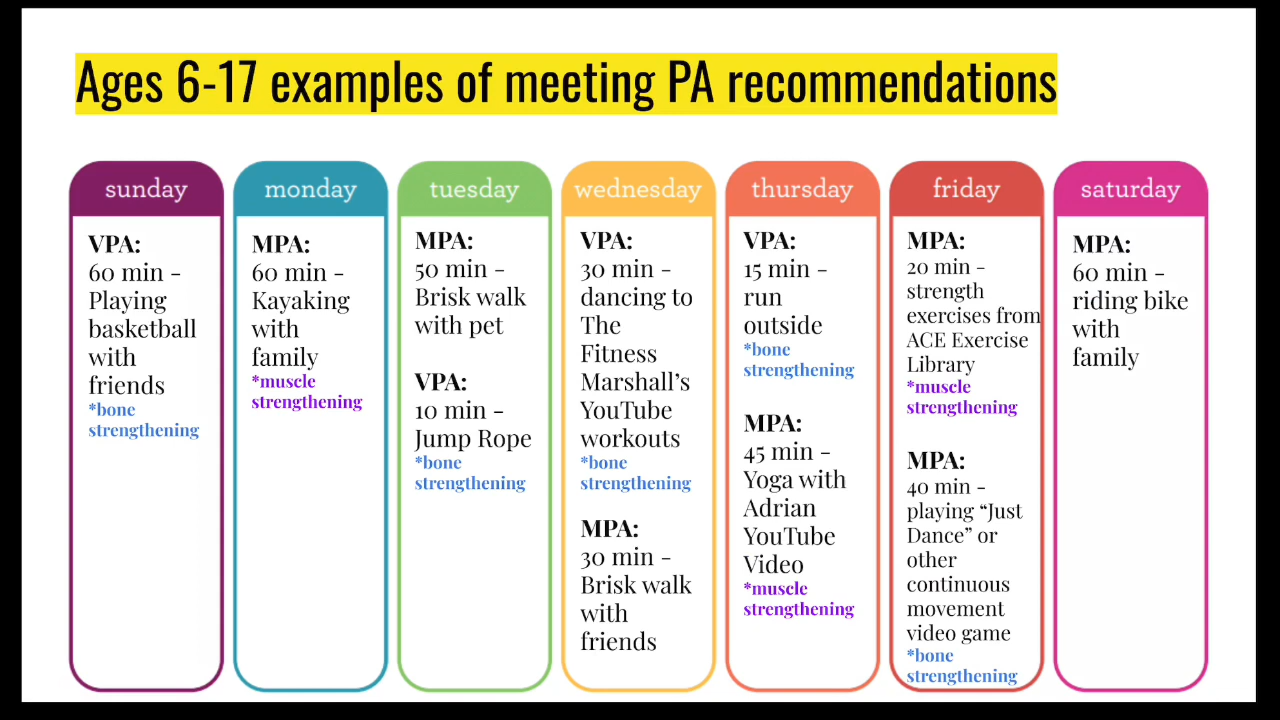 Ages 6-17 examples of meeting PA recommendations
sunday
VPA:
60 min -
Playing
basketball
with
friends
*bone
strengthening
monday
MPA:
60 min -
Kayaking
with
family
*muscle
strengthening
tuesday
MPA:
50 min -
Brisk walk
with pet
VPA:
10 min -
Jump Rope
*bone
strengthening
wednesday
VPA:
30 min -
dancing to
The
Fitness
Marshall's
YouTube
workouts
*bone
strengthening
MPA:
30 min -
Brisk walk
with
friends
thursday
VPA:
15 min -
run
outside
*bone
strengthening
MPA:
45 min -
Yoga with
Adrian
YouTube
Video
*muscle
strengthening
friday
MPA:
20 min -
strength
exercises from
ACE Exercise
Library
*muscle
strengthening
MPA:
40 min -
playing “Just
Dance” or
other
continuous
movement
video game
*bone
strengthening
saturday
MPA:
60 min -
riding bike
with
family